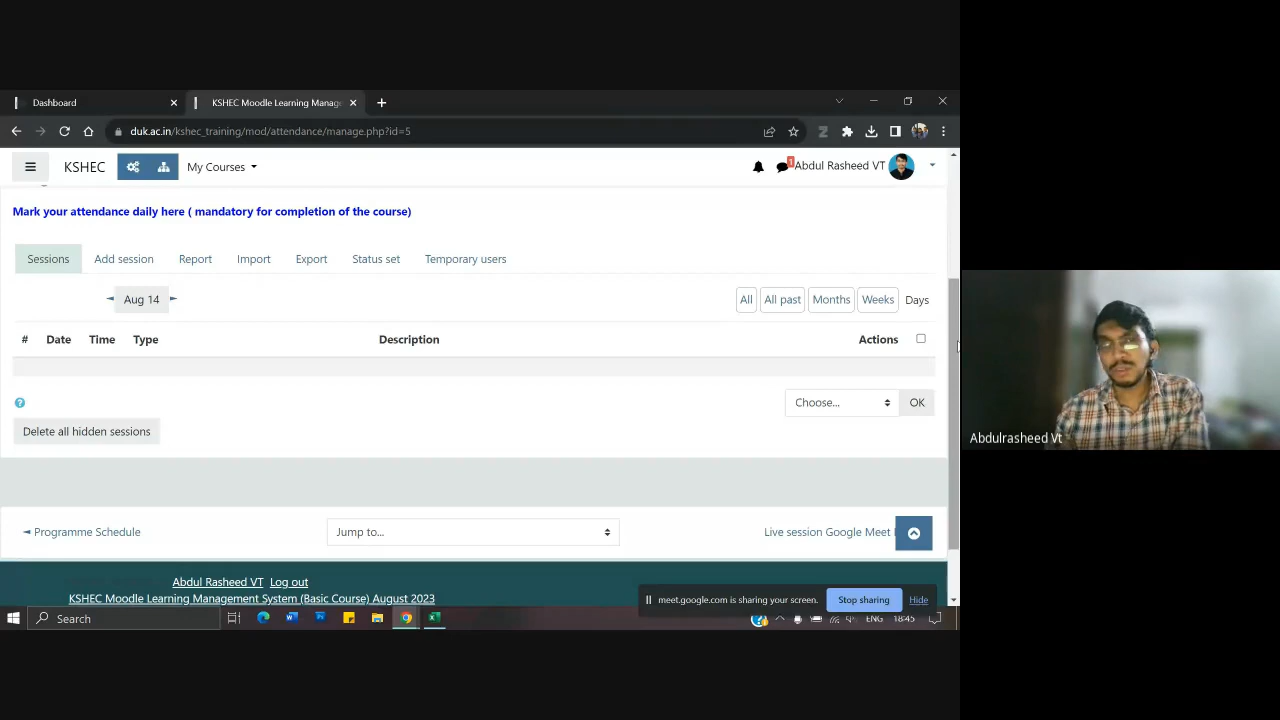 Dashboard
KSHEC Moodle Learning Manag
duk.ac.in/kshec_training/mod/attendance/manage.php?id=5
KSHEC
My Courses
1
Abdul Rasheed VT
Mark your attendance daily here ( mandatory for completion of the course)
Sessions Add session Report Import Export Status set Temporary users
Aug 14
All All past Months Weeks Days
# Date Time Type Description Actions
Choose... OK
Delete all hidden sessions
Abdulrasheed Vt
Programme Schedule
Jump to...
Live session Google Meet
Abdul Rasheed VT Log out
KSHEC Moodle Learning Management System (Basic Course) August 2023
meet.google.com is sharing your screen. Stop sharing Hide
Search
ENG 18:45